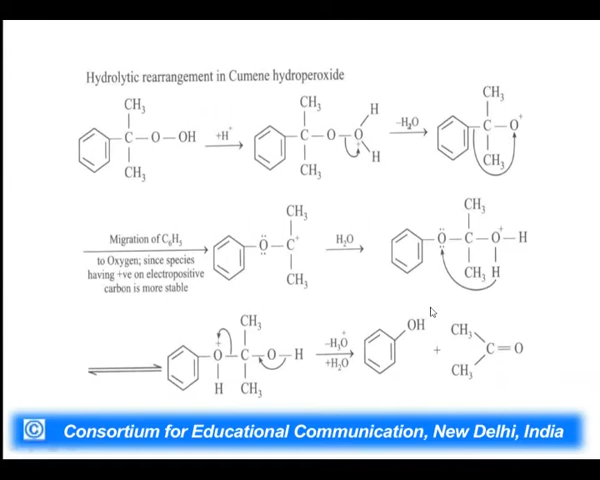 Hydrolytic rearrangement in Cumene hydroperoxide
CH3
C—O—OH
CH3
+H+
CH3
C—O—O+
H
H
CH3
–H2O
CH3
C—O+
CH3
Migration of C6H5
to Oxygen; since species
having +ve on electropositive
carbon is more stable
CH3
Ö—C+
CH3
H2O
CH3
Ö—C—O+—H
CH3 H
CH3
O+—C—O—H
H CH3
–H3O+
+H2O
OH
+
CH3
C=O
CH3
© Consortium for Educational Communication, New Delhi, India